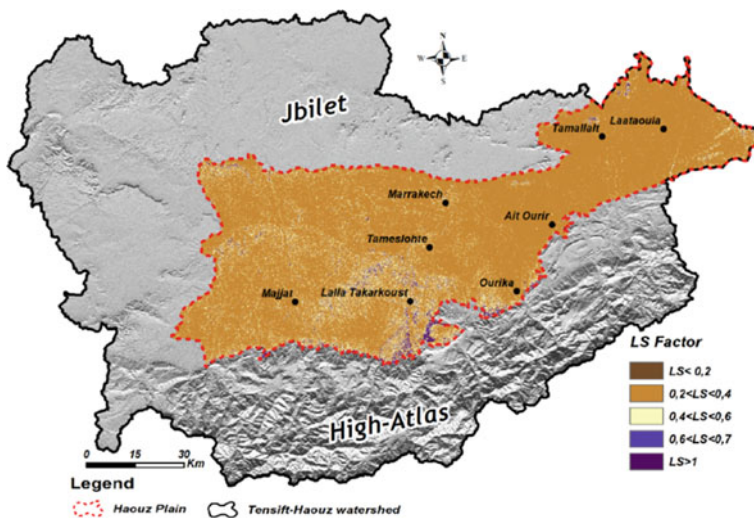 N
W E
S
Jbilet
Tamallalt Laataouia
Marrakech
Ait Ourir
Tameslohte
Majjat Lalla Takarkoust Ourika
High-Atlas
LS Factor
LS< 0,2
0,2<LS<0,4
0,4<LS<0,6
0,6<LS<0,7
LS>1
0 15 30
Km
Legend
Haouz Plain Tensift-Haouz watershed